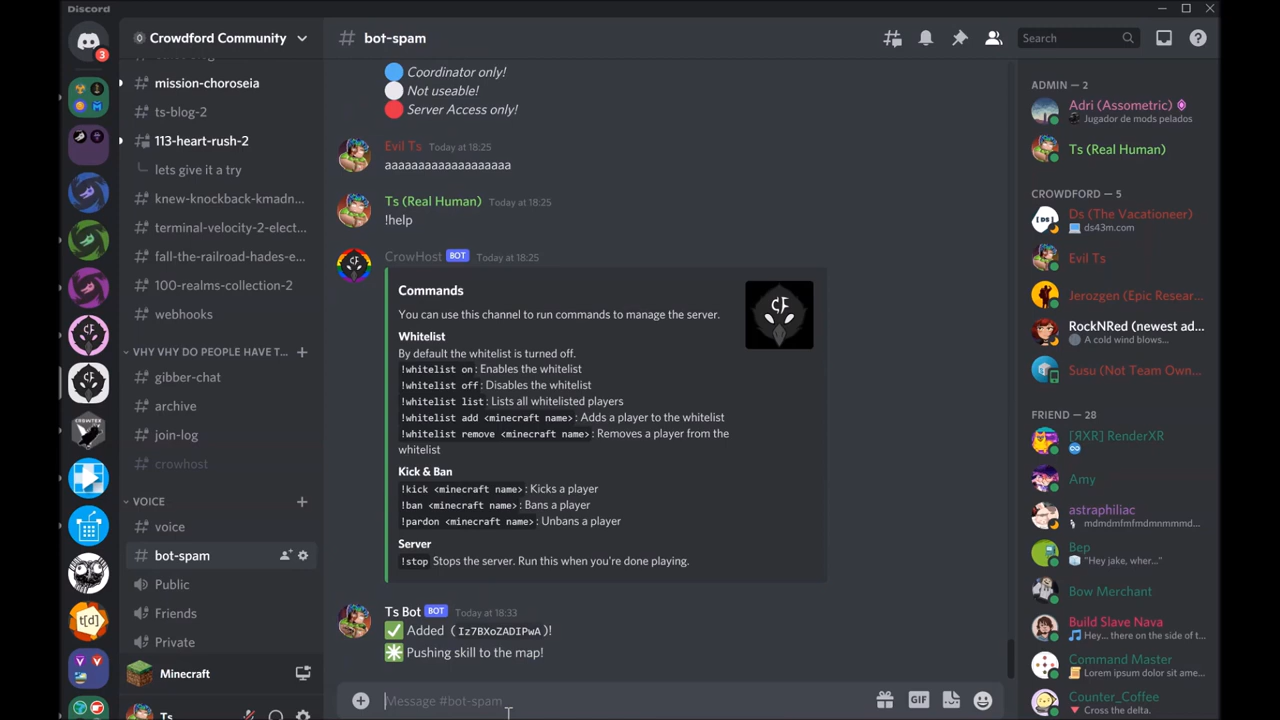 Discord
3
Crowdford Community
mission-choroseia
ts-blog-2
113-heart-rush-2
lets give it a try
knew-knockback-kmadn...
terminal-velocity-2-elect...
fall-the-railroad-hades-e...
100-realms-collection-2
webhooks
VHY VHY DO PEOPLE HAVE T...
gibber-chat
archive
join-log
crowhost
VOICE
voice
bot-spam
Public
Friends
Private
Minecraft
Ts
t[d]
bot-spam
Search
Coordinator only!
Not useable!
Server Access only!
Evil Ts Today at 18:25
aaaaaaaaaaaaaaaaaaa
Ts (Real Human) Today at 18:25
!help
CrowHost BOT Today at 18:25
Commands
You can use this channel to run commands to manage the server.
Whitelist
By default the whitelist is turned off.
!whitelist on: Enables the whitelist
!whitelist off: Disables the whitelist
!whitelist list: Lists all whitelisted players
!whitelist add <minecraft name>: Adds a player to the whitelist
!whitelist remove <minecraft name>: Removes a player from the
whitelist
Kick & Ban
!kick <minecraft name>: Kicks a player
!ban <minecraft name>: Bans a player
!pardon <minecraft name>: Unbans a player
Server
!stop Stops the server. Run this when you're done playing.
Ts Bot BOT Today at 18:33
Added (Iz7BXoZADIPwA)!
Pushing skill to the map!
Message #bot-spam
GIF
ADMIN — 2
Adri (Assometric)
Jugador de mods pelados
Ts (Real Human)
CROWDFORD — 5
Ds (The Vacationeer)
ds43m.com
Evil Ts
Jerozgen (Epic Resear...
RockNRed (newest ad...
A cold wind blows...
Susu (Not Team Own...
FRIEND — 28
[ЯXR] RenderXR
Amy
astraphiliac
mdmdmfmfmdmnmmmd...
Bep
"Hey jake, wher..."
Bow Merchant
Build Slave Nava
Hey... there on the side of t...
Command Master
Lorem ipsum dolor sit amet...
Counter_Coffee
Cross the delta.